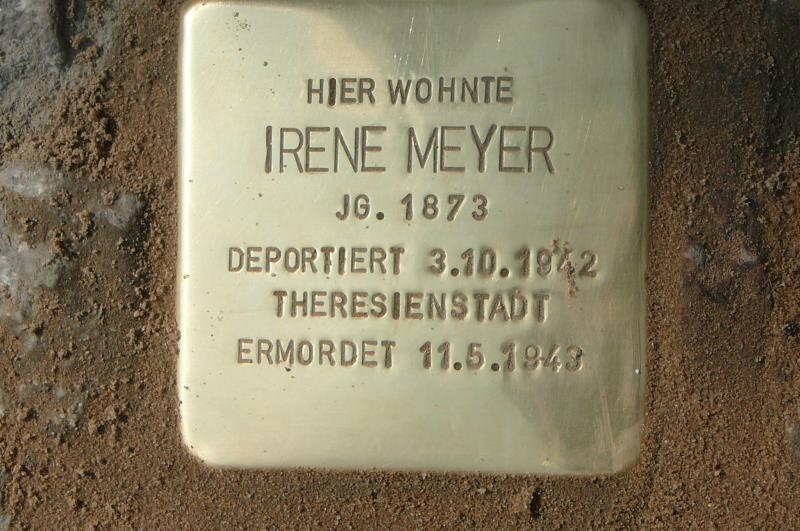 HIER WOHNTE
IRENE MEYER
JG. 1873
DEPORTIERT 3.10.1942
THERESIENSTADT
ERMORDET 11.5.1943